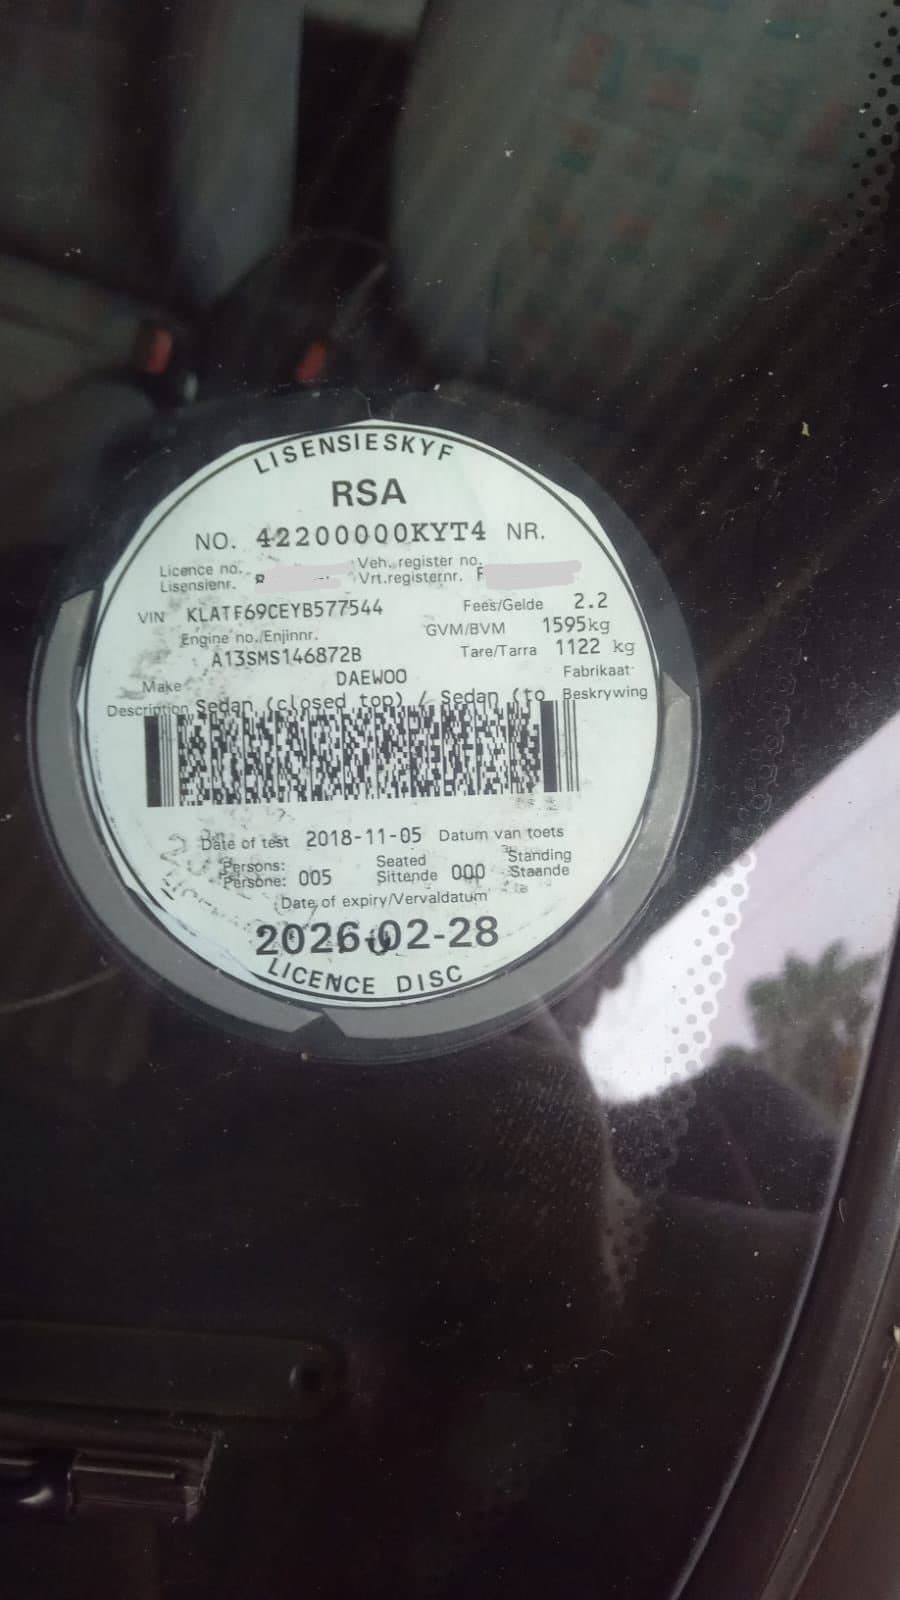 LISENSIESKYF
RSA
NO. 42200000KYT4 NR.
Licence no. Veh. register no.
Lisensienr. Vrt.registernr. F
VIN KLATF69CEYB577544 Fees/Gelde 2.2
Engine no./Enjinnr. GVM/BVM 1595kg
A13SMS146872B Tare/Tarra 1122 kg
Make DAEWOO Fabrikaat
Description Sedan (closed top) / Sedan (to Beskrywing
Date of test 2018-11-05 Datum van toets
Persons: Seated Standing
Persone: 005 Sittende 000 Staande
Date of expiry/Vervaldatum
2026-02-28
LICENCE DISC